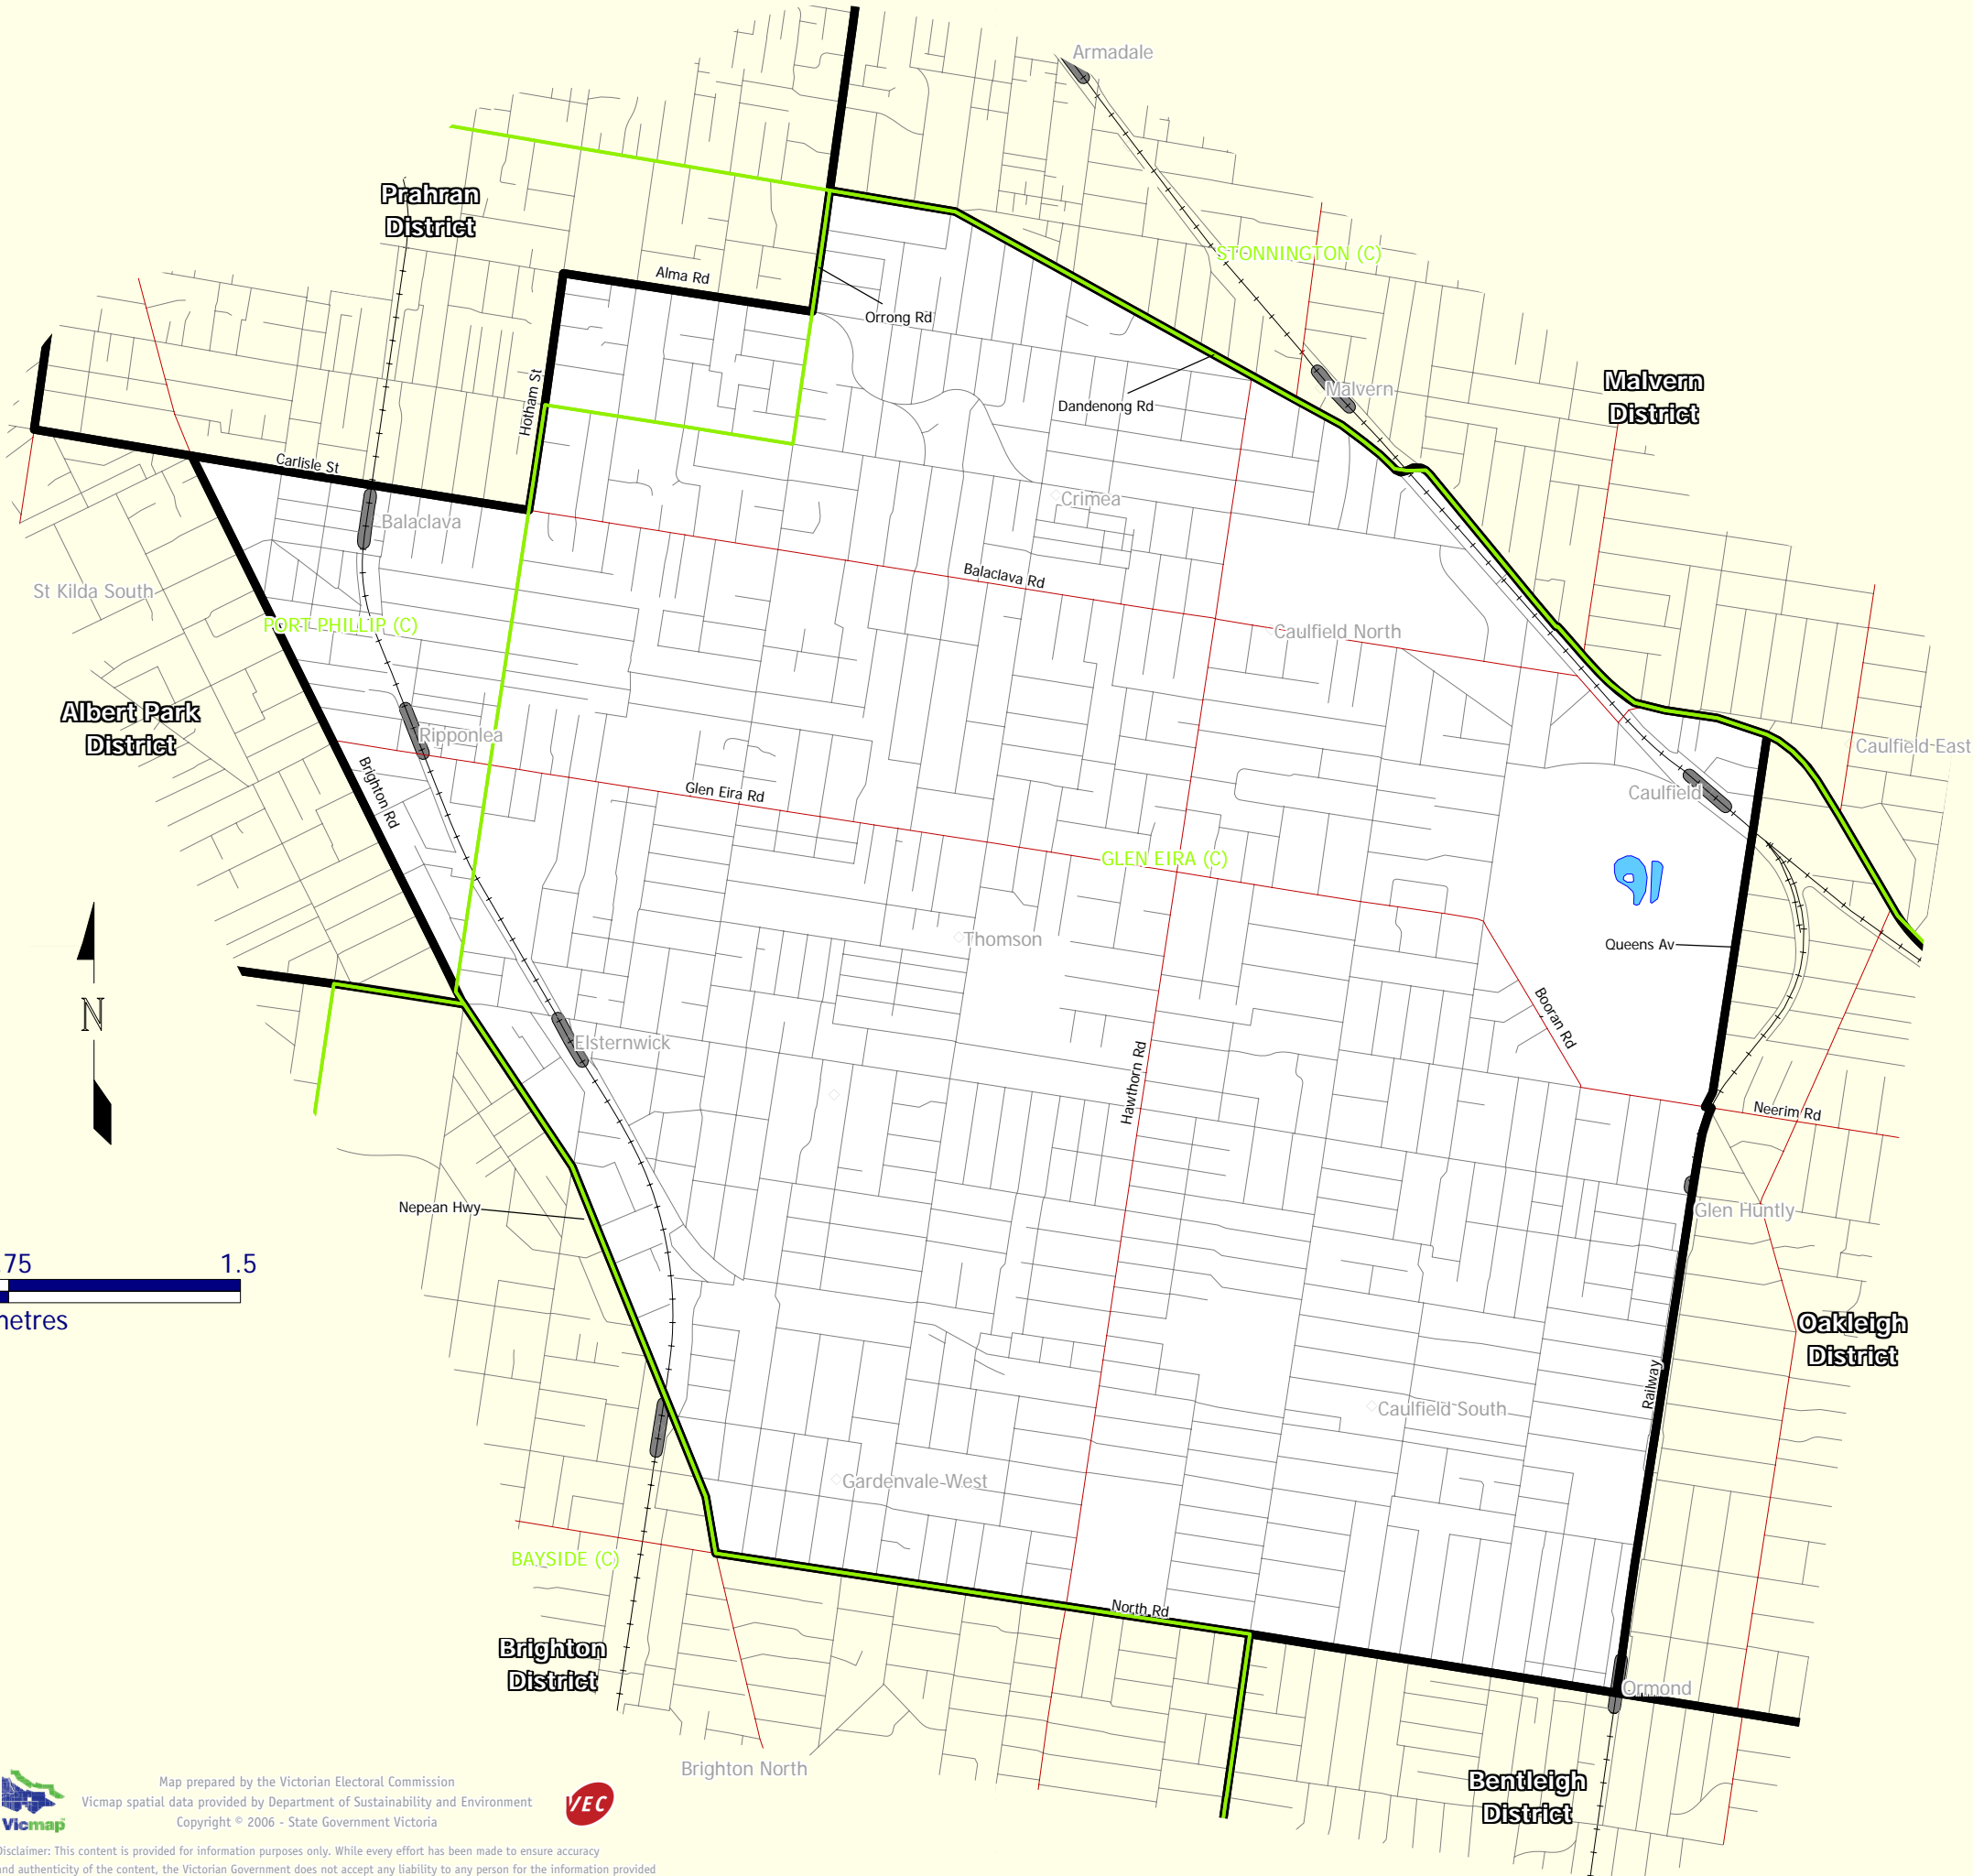 Armadale
Prahran
District
STONNINGTON (C)
Alma Rd
Orrong Rd
Malvern
Malvern
District
Hotham St
Dandenong Rd
Carlisle St
Crimea
Balaclava
Balaclava Rd
St Kilda South
PORT PHILLIP (C)
Caulfield North
Albert Park
District
Ripponlea
Caulfield East
Brighton Rd
Glen Eira Rd
Caulfield
GLEN EIRA (C)
Thomson
Queens Av
N
Booran Rd
Elsternwick
Hawthorn Rd
Neerim Rd
Nepean Hwy
Glen Huntly
.75
1.5
metres
Oakleigh
District
Railway
Caulfield South
Gardenvale West
BAYSIDE (C)
North Rd
Brighton
District
Ormond
Brighton North
Bentleigh
District
Vicmap
Map prepared by the Victorian Electoral Commission
Vicmap spatial data provided by Department of Sustainability and Environment
Copyright © 2006 - State Government Victoria
VEC
Disclaimer: This content is provided for information purposes only. While every effort has been made to ensure accuracy
and authenticity of the content, the Victorian Government does not accept any liability to any person for the information provided